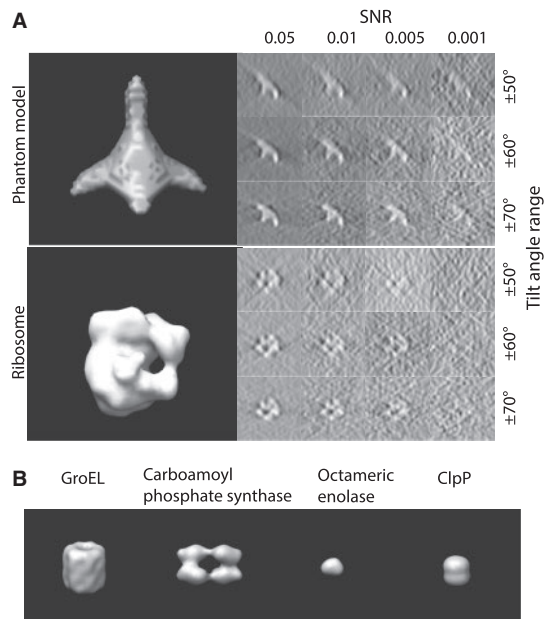 A
SNR
0.05 0.01 0.005 0.001
Phantom model
±50°
±60°
±70°
Ribosome
±50°
±60°
±70°
Tilt angle range
B
GroEL
Carboamoyl
phosphate synthase
Octameric
enolase
ClpP